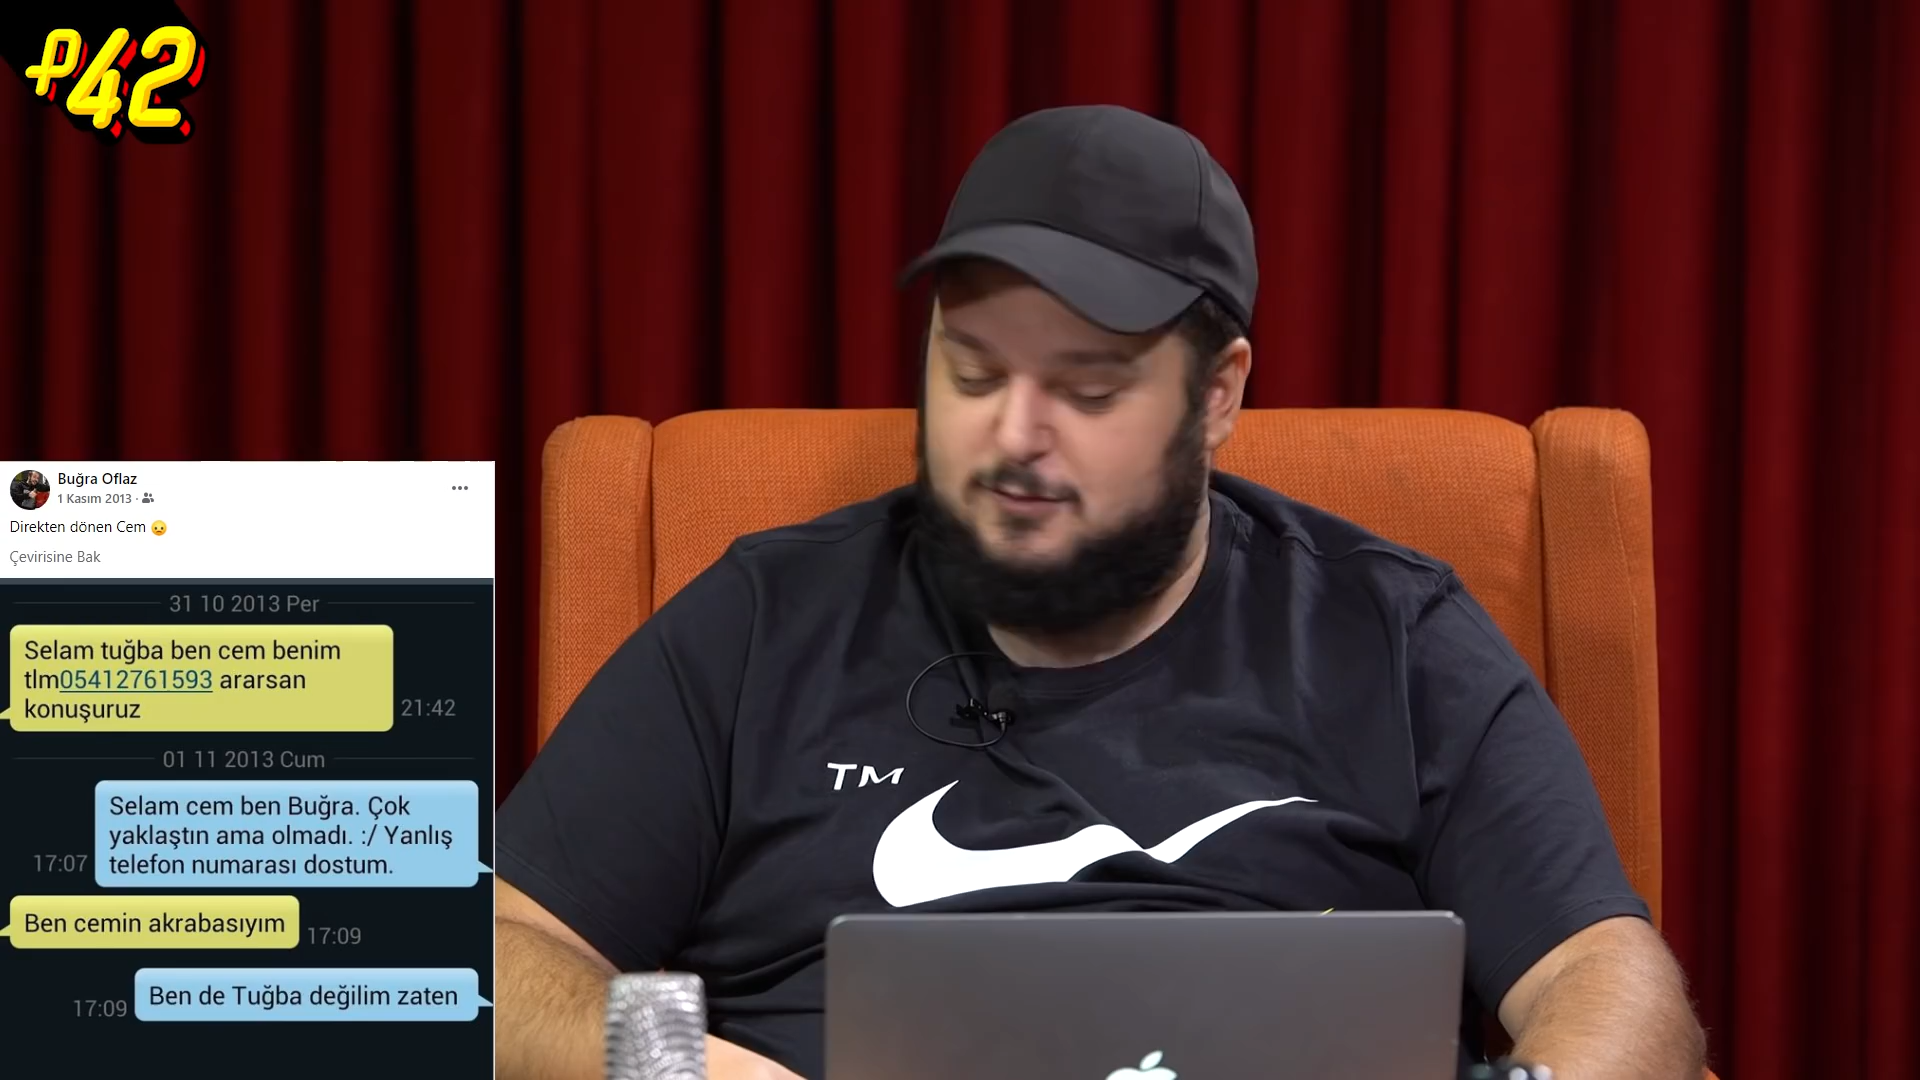 P42
Buğra Oflaz
1 Kasım 2013 ·
Direkten dönen Cem
Çevirisine Bak
31 10 2013 Per
Selam tuğba ben cem benim
tlm05412761593 ararsan
konuşuruz
21:42
01 11 2013 Cum
Selam cem ben Buğra. Çok
yaklaştın ama olmadı. :/ Yanlış
telefon numarası dostum.
17:07
Ben cemin akrabasıyım
17:09
Ben de Tuğba değilim zaten
17:09
TM